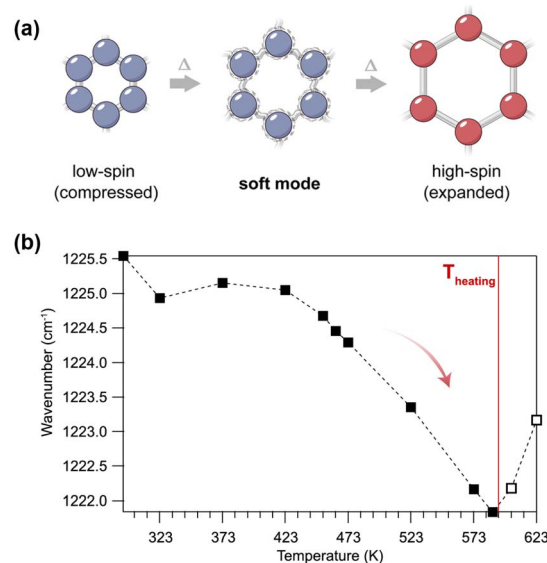 (a)
Δ
Δ
low-spin
(compressed)
soft mode
high-spin
(expanded)
(b)
1225.5
1225.0
1224.5
1224.0
1223.5
1223.0
1222.5
1222.0
Wavenumber (cm⁻¹)
T heating
323
373
423
473
523
573
623
Temperature (K)